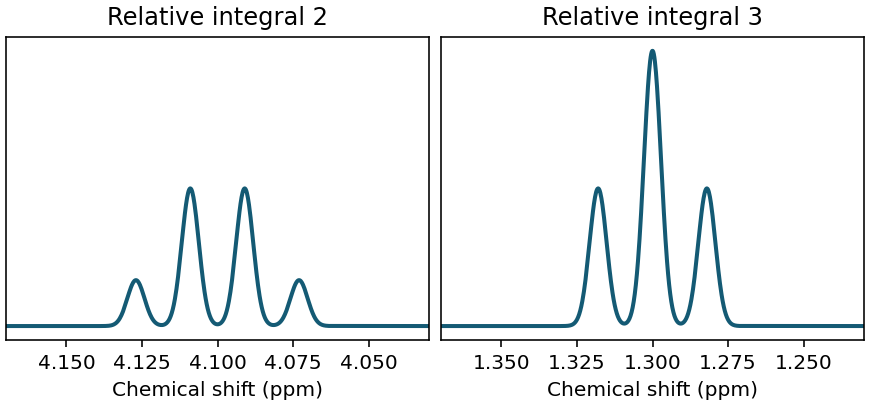 Relative integral 2
4.150 4.125 4.100 4.075 4.050
Chemical shift (ppm)
Relative integral 3
1.350 1.325 1.300 1.275 1.250
Chemical shift (ppm)